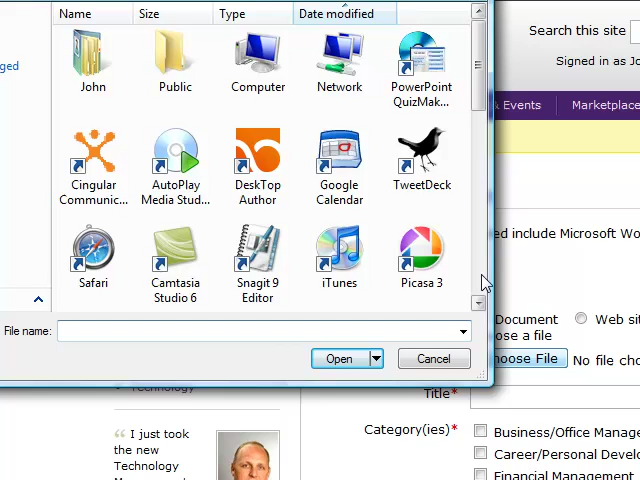 Name
Size
Type
Date modified
Search this site
Signed in as Jo
ged
& Events
Marketplace
John
Public
Computer
Network
PowerPoint
QuizMak...
Cingular
Communic...
AutoPlay
Media Stud...
DeskTop
Author
Google
Calendar
TweetDeck
Safari
Camtasia
Studio 6
Snagit 9
Editor
iTunes
Picasa 3
ed include Microsoft Wo
Document
Web sit
ose a file
File name:
Open
Cancel
hoose File
No file cho
Technology
Title*
Category(ies)*
Business/Office Manage
Career/Personal Develo
Financial Management
“ I just took
the new
Technology